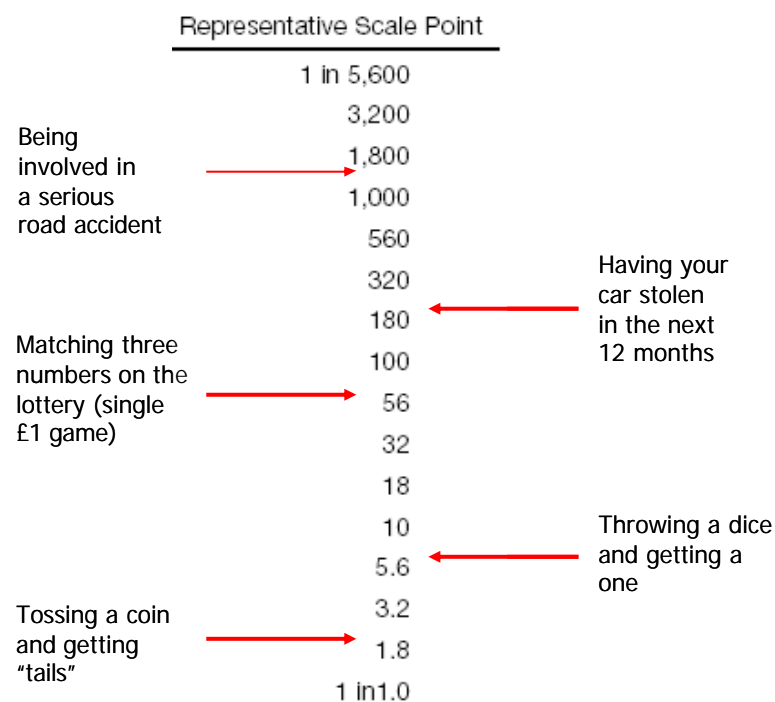 Representative Scale Point
1 in 5,600
3,200
1,800
1,000
560
320
180
100
56
32
18
10
5.6
3.2
1.8
1 in1.0
Being
involved in
a serious
road accident
Having your
car stolen
in the next
12 months
Matching three
numbers on the
lottery (single
£1 game)
Throwing a dice
and getting a
one
Tossing a coin
and getting
“tails”